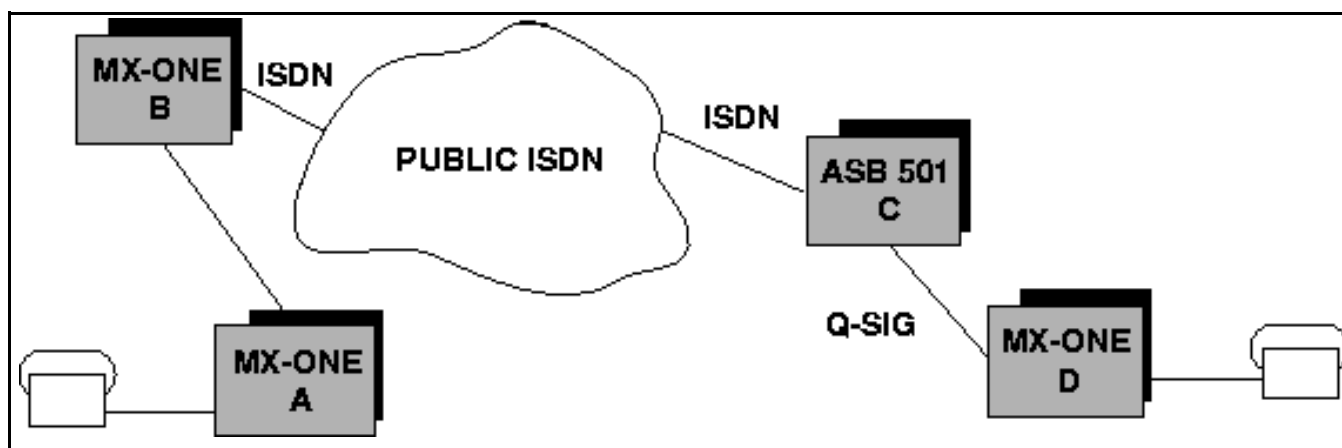 MX-ONE
B
ISDN
PUBLIC ISDN
ISDN
ASB 501
C
Q-SIG
MX-ONE
A
MX-ONE
D